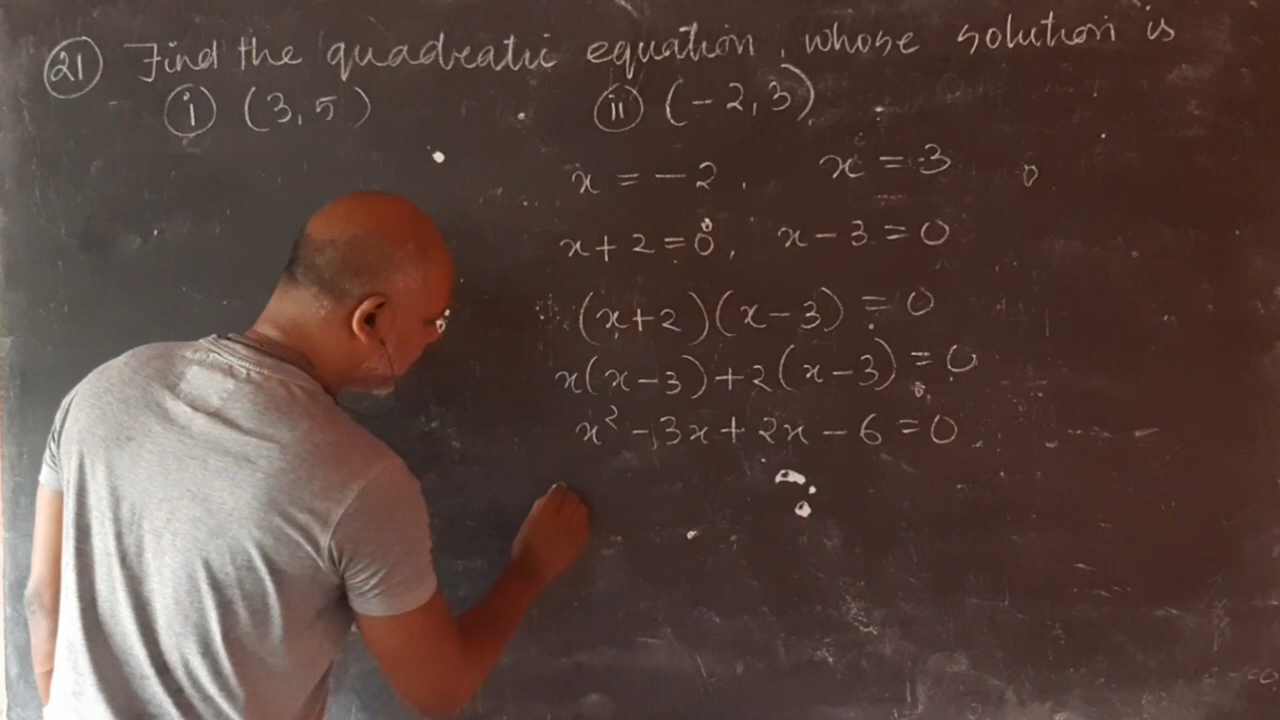 21 Find the quadratic equation, whose solution is
i (3,5) ii (-2,3)
x = -2, x = 3
x+2=0, x-3=0
(x+2)(x-3)=0
x(x-3)+2(x-3)=0
x²-3x+2x-6=0